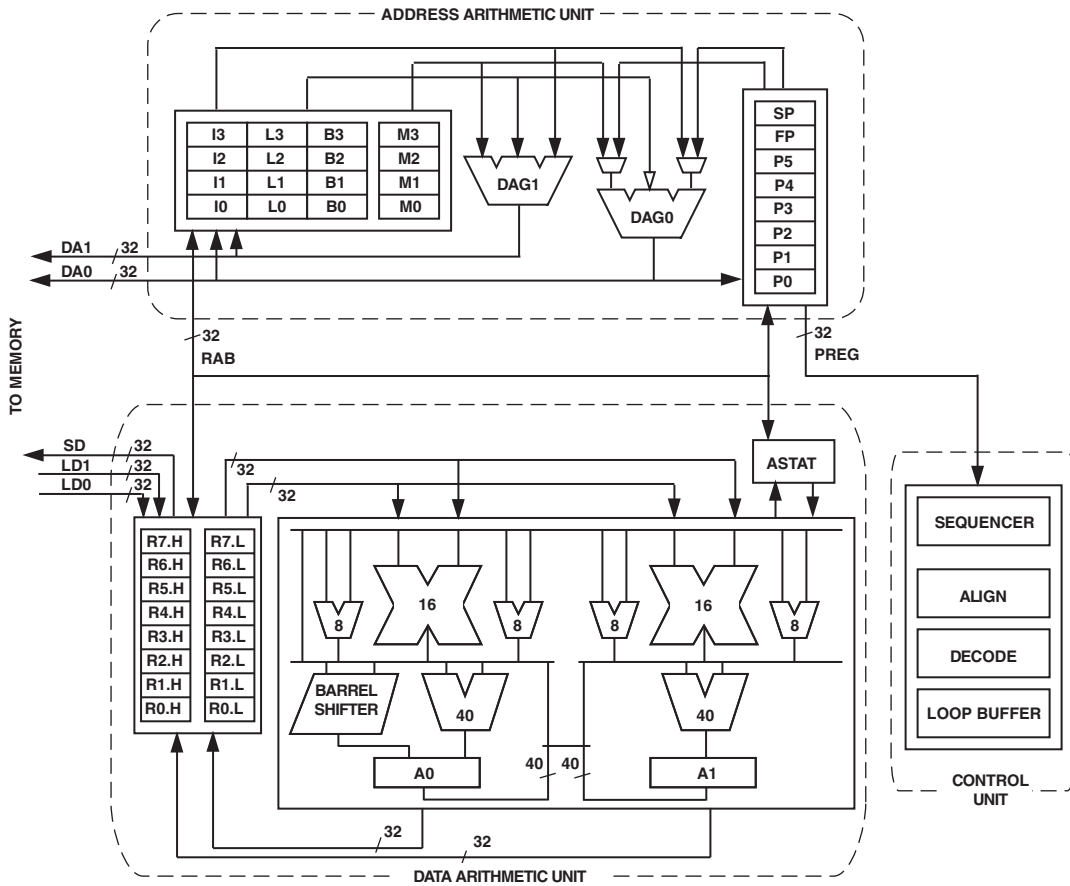 ADDRESS ARITHMETIC UNIT
SP
FP
P5
P4
P3
P2
P1
P0
I3 L3 B3 M3
I2 L2 B2 M2
I1 L1 B1 M1
I0 L0 B0 M0
DAG1
DAG0
DA1 32
DA0 32
32
RAB
32
PREG
TO MEMORY
SD 32
LD1 32
LD0 32
32
32
ASTAT
R7.H R7.L
R6.H R6.L
R5.H R5.L
R4.H R4.L
R3.H R3.L
R2.H R2.L
R1.H R1.L
R0.H R0.L
16
8 8
16
8 8
BARREL
SHIFTER
40
40
A0
40 40
A1
32
32
DATA ARITHMETIC UNIT
SEQUENCER
ALIGN
DECODE
LOOP BUFFER
CONTROL
UNIT